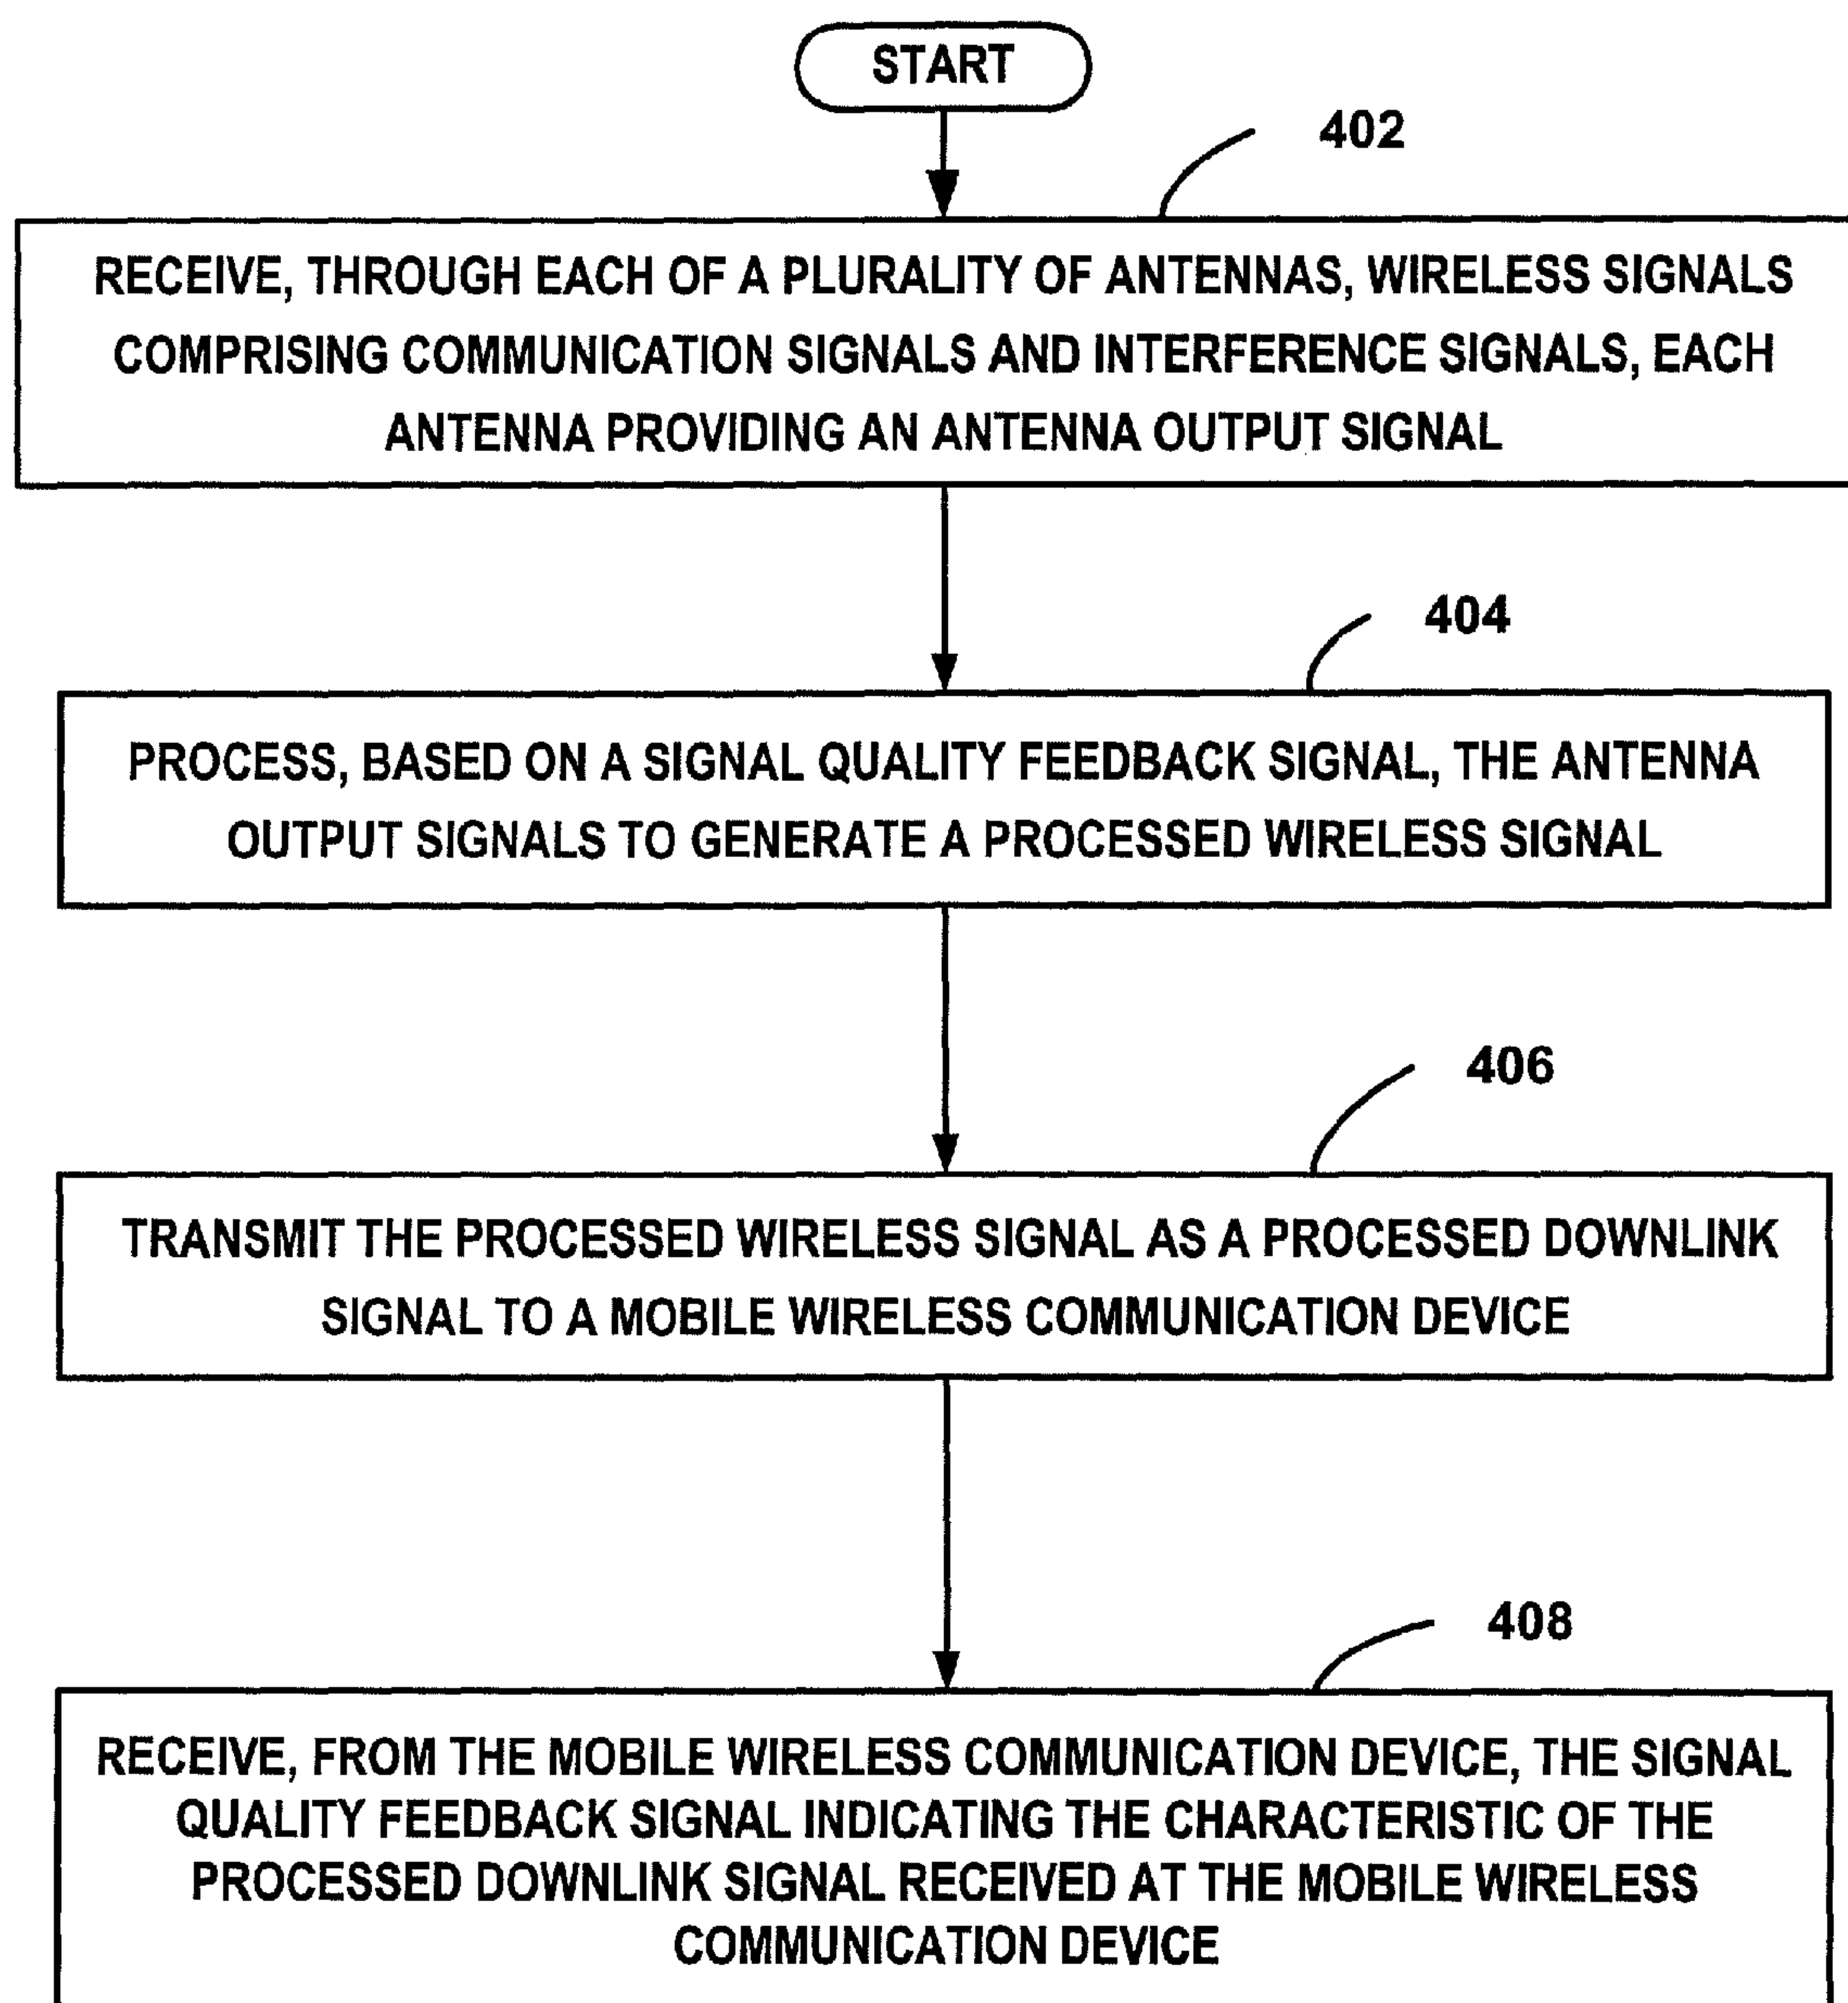 START
402
RECEIVE, THROUGH EACH OF A PLURALITY OF ANTENNAS, WIRELESS SIGNALS
COMPRISING COMMUNICATION SIGNALS AND INTERFERENCE SIGNALS, EACH
ANTENNA PROVIDING AN ANTENNA OUTPUT SIGNAL
404
PROCESS, BASED ON A SIGNAL QUALITY FEEDBACK SIGNAL, THE ANTENNA
OUTPUT SIGNALS TO GENERATE A PROCESSED WIRELESS SIGNAL
406
TRANSMIT THE PROCESSED WIRELESS SIGNAL AS A PROCESSED DOWNLINK
SIGNAL TO A MOBILE WIRELESS COMMUNICATION DEVICE
408
RECEIVE, FROM THE MOBILE WIRELESS COMMUNICATION DEVICE, THE SIGNAL
QUALITY FEEDBACK SIGNAL INDICATING THE CHARACTERISTIC OF THE
PROCESSED DOWNLINK SIGNAL RECEIVED AT THE MOBILE WIRELESS
COMMUNICATION DEVICE